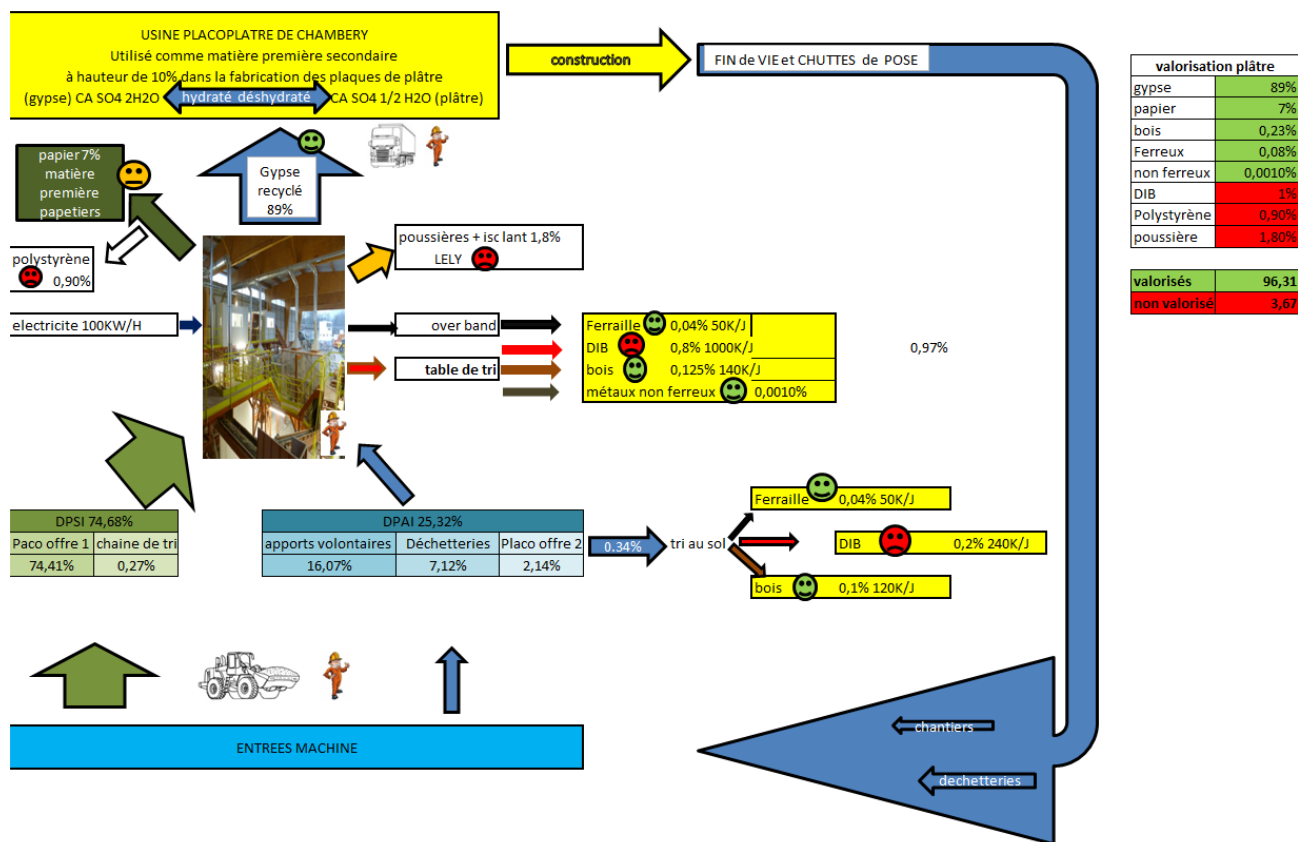 USINE PLACOPLATRE DE CHAMBERY
Utilisé comme matière première secondaire
à hauteur de 10% dans la fabrication des plaques de plâtre
(gypse) CA SO4 2H2O hydraté déshydraté CA SO4 1/2 H2O (plâtre)
construction
FIN de VIE et CHUTTES de POSE
valorisation plâtre
gypse 89%
papier 7%
bois 0,23%
Ferreux 0,08%
non ferreux 0,0010%
DIB 1%
Polystyrène 0,90%
poussière 1,80%
valorisés 96,31
non valorisé 3,67
papier 7%
matière
première
papetiers
Gypse
recyclé
89%
polystyrène
0,90%
poussières + isc lant 1,8%
LELY
electricite 100KW/H
over band
table de tri
Ferraille 0,04% 50K/J
DIB 0,8% 1000K/J
bois 0,125% 140K/J
métaux non ferreux 0,0010%
0,97%
DPSI 74,68%
Paco offre 1 chaine de tri
74,41% 0,27%
DPAI 25,32%
apports volontaires Déchetteries Placo offre 2
16,07% 7,12% 2,14%
0.34%
tri au sol
Ferraille 0,04% 50K/J
DIB 0,2% 240K/J
bois 0,1% 120K/J
ENTREES MACHINE
chantiers
dechetteries